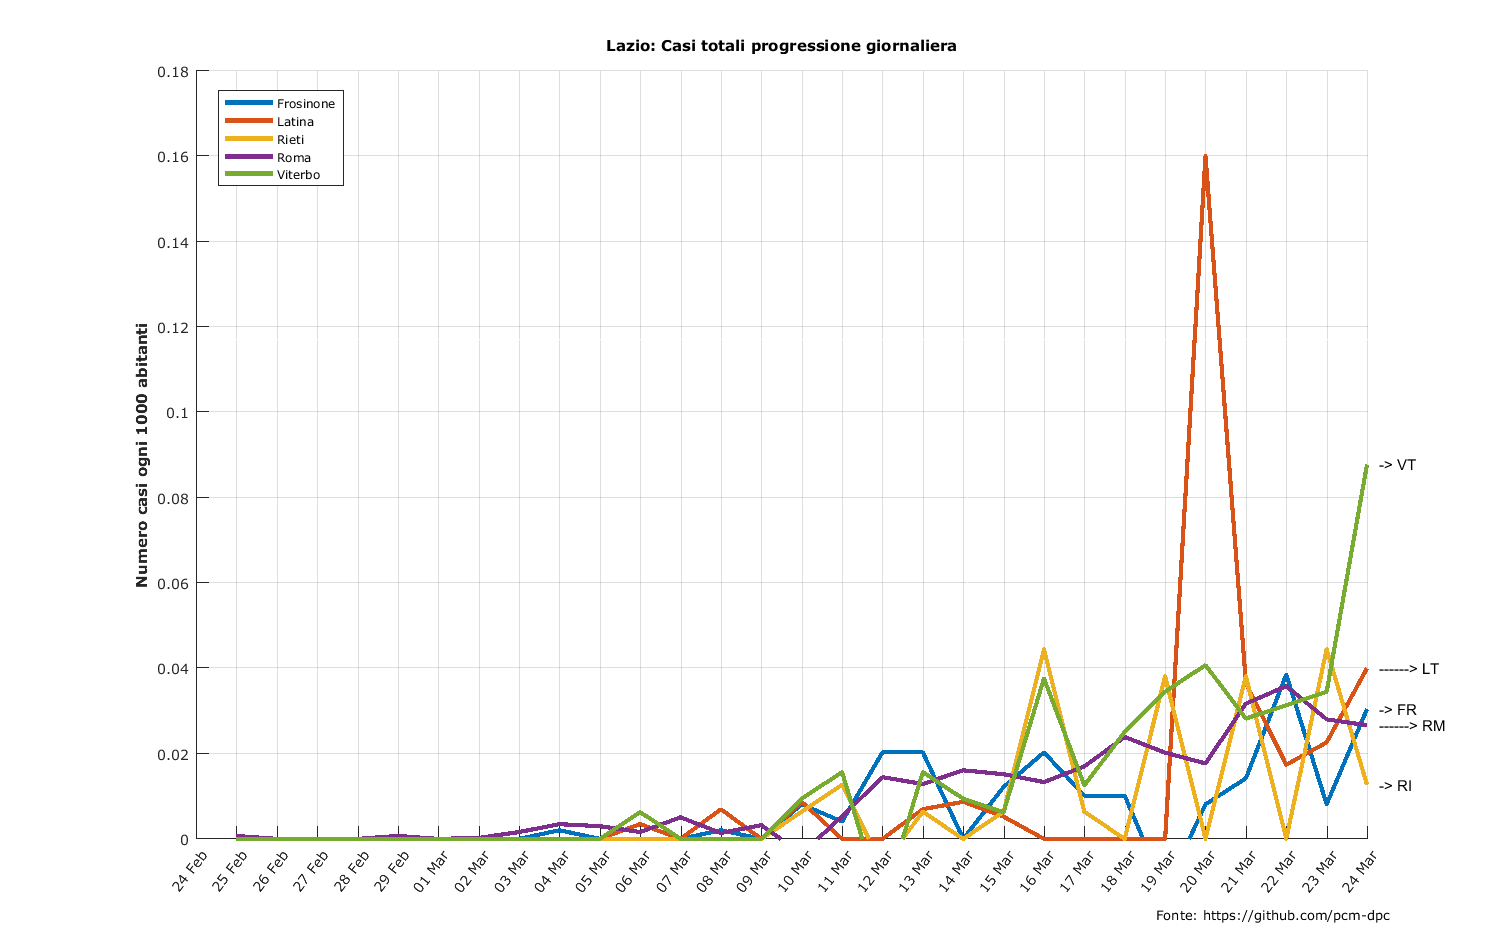 Lazio: Casi totali progressione giornaliera
Numero casi ogni 1000 abitanti
0.18
0.16
0.14
0.12
0.1
0.08
0.06
0.04
0.02
0
Frosinone
Latina
Rieti
Roma
Viterbo
-> VT
------> LT
-> FR
------> RM
-> RI
24 Feb
25 Feb
26 Feb
27 Feb
28 Feb
29 Feb
01 Mar
02 Mar
03 Mar
04 Mar
05 Mar
06 Mar
07 Mar
08 Mar
09 Mar
10 Mar
11 Mar
12 Mar
13 Mar
14 Mar
15 Mar
16 Mar
17 Mar
18 Mar
19 Mar
20 Mar
21 Mar
22 Mar
23 Mar
24 Mar
Fonte: https://github.com/pcm-dpc